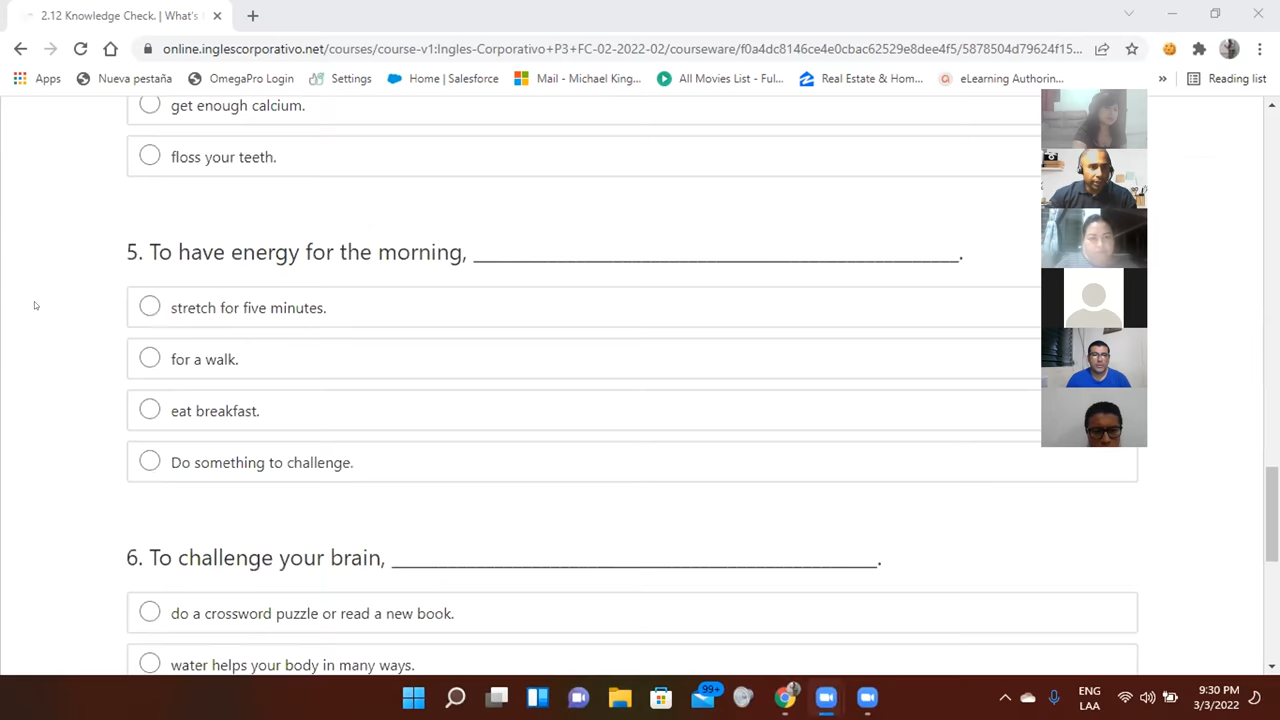 2.12 Knowledge Check. | What's
online.inglescorporativo.net/courses/course-v1:Ingles-Corporativo+P3+FC-02-2022-02/courseware/f0a4dc8146ce4e0cbac62529e8dee4f5/5878504d79624f15...
Apps Nueva pestaña OmegaPro Login Settings Home | Salesforce Mail - Michael King... All Movies List - Ful... Real Estate & Hom... eLearning Authorin... » Reading list
get enough calcium.
floss your teeth.
5. To have energy for the morning, ________________________________________.
stretch for five minutes.
for a walk.
eat breakfast.
Do something to challenge.
6. To challenge your brain, ________________________________________.
do a crossword puzzle or read a new book.
water helps your body in many ways.
99+
ENG
LAA
9:30 PM
3/3/2022